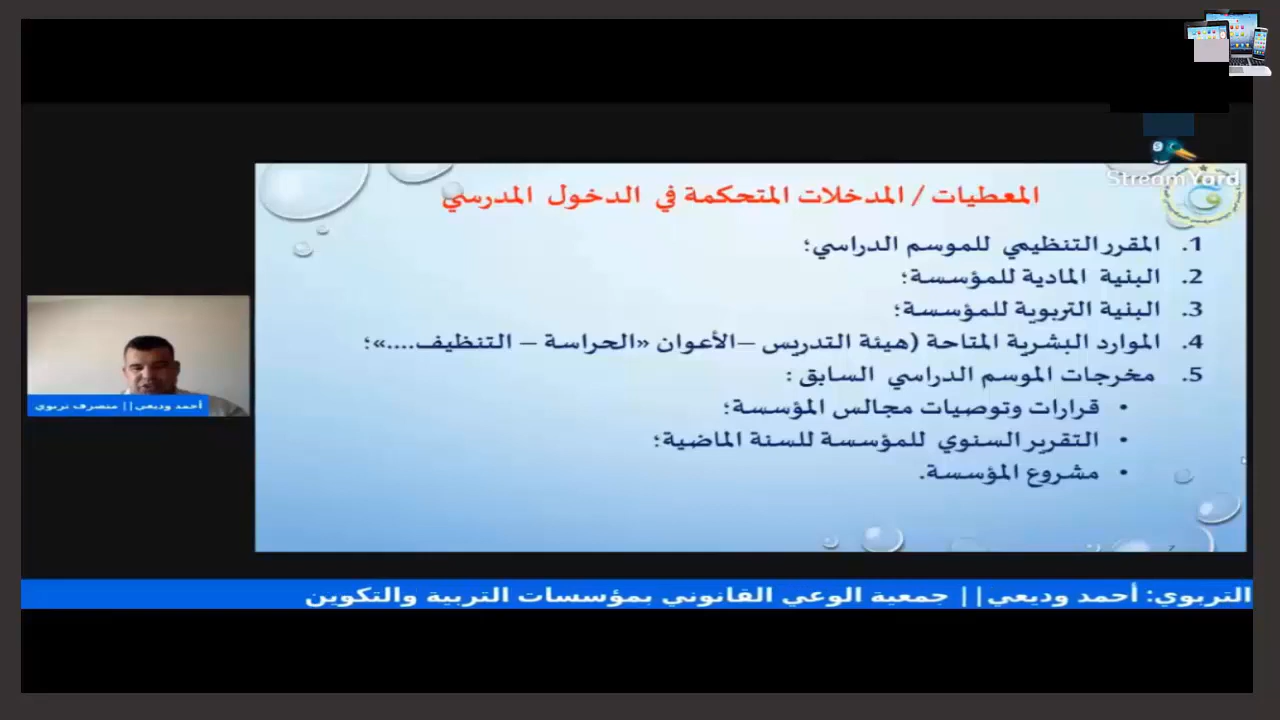 StreamYard
المعطيات / المدخلات المتحكمة في الدخول المدرسي
1. المقرر التنظيمي للموسم الدراسي؛
2. البنية المادية للمؤسسة؛
3. البنية التربوية للمؤسسة؛
4. الموارد البشرية المتاحة (هيئة التدريس –الأعوان «الحراسة – التنظيف....»؛
5. مخرجات الموسم الدراسي السابق :
• قرارات وتوصيات مجالس المؤسسة؛
• التقرير السنوي للمؤسسة للسنة الماضية؛
• مشروع المؤسسة.
أحمد وديعي|| متصرف تربوي
التربوي: أحمد وديعي|| جمعية الوعي القانوني بمؤسسات التربية والتكوين